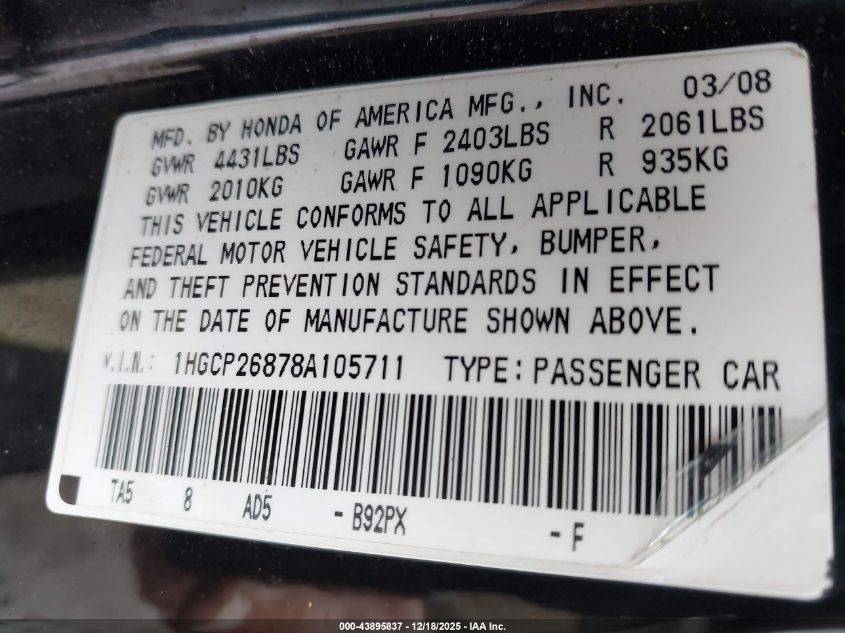 MFD. BY HONDA OF AMERICA MFG., INC. 03/08
GVWR 4431LBS GAWR F 2403LBS R 2061LBS
GVWR 2010KG GAWR F 1090KG R 935KG
THIS VEHICLE CONFORMS TO ALL APPLICABLE
FEDERAL MOTOR VEHICLE SAFETY, BUMPER,
AND THEFT PREVENTION STANDARDS IN EFFECT
ON THE DATE OF MANUFACTURE SHOWN ABOVE.
V.I.N.: 1HGCP26878A105711 TYPE: PASSENGER CAR
TA5 8 AD5 - B92PX - F
000-43895837 - 12/18/2025 - IAA Inc.